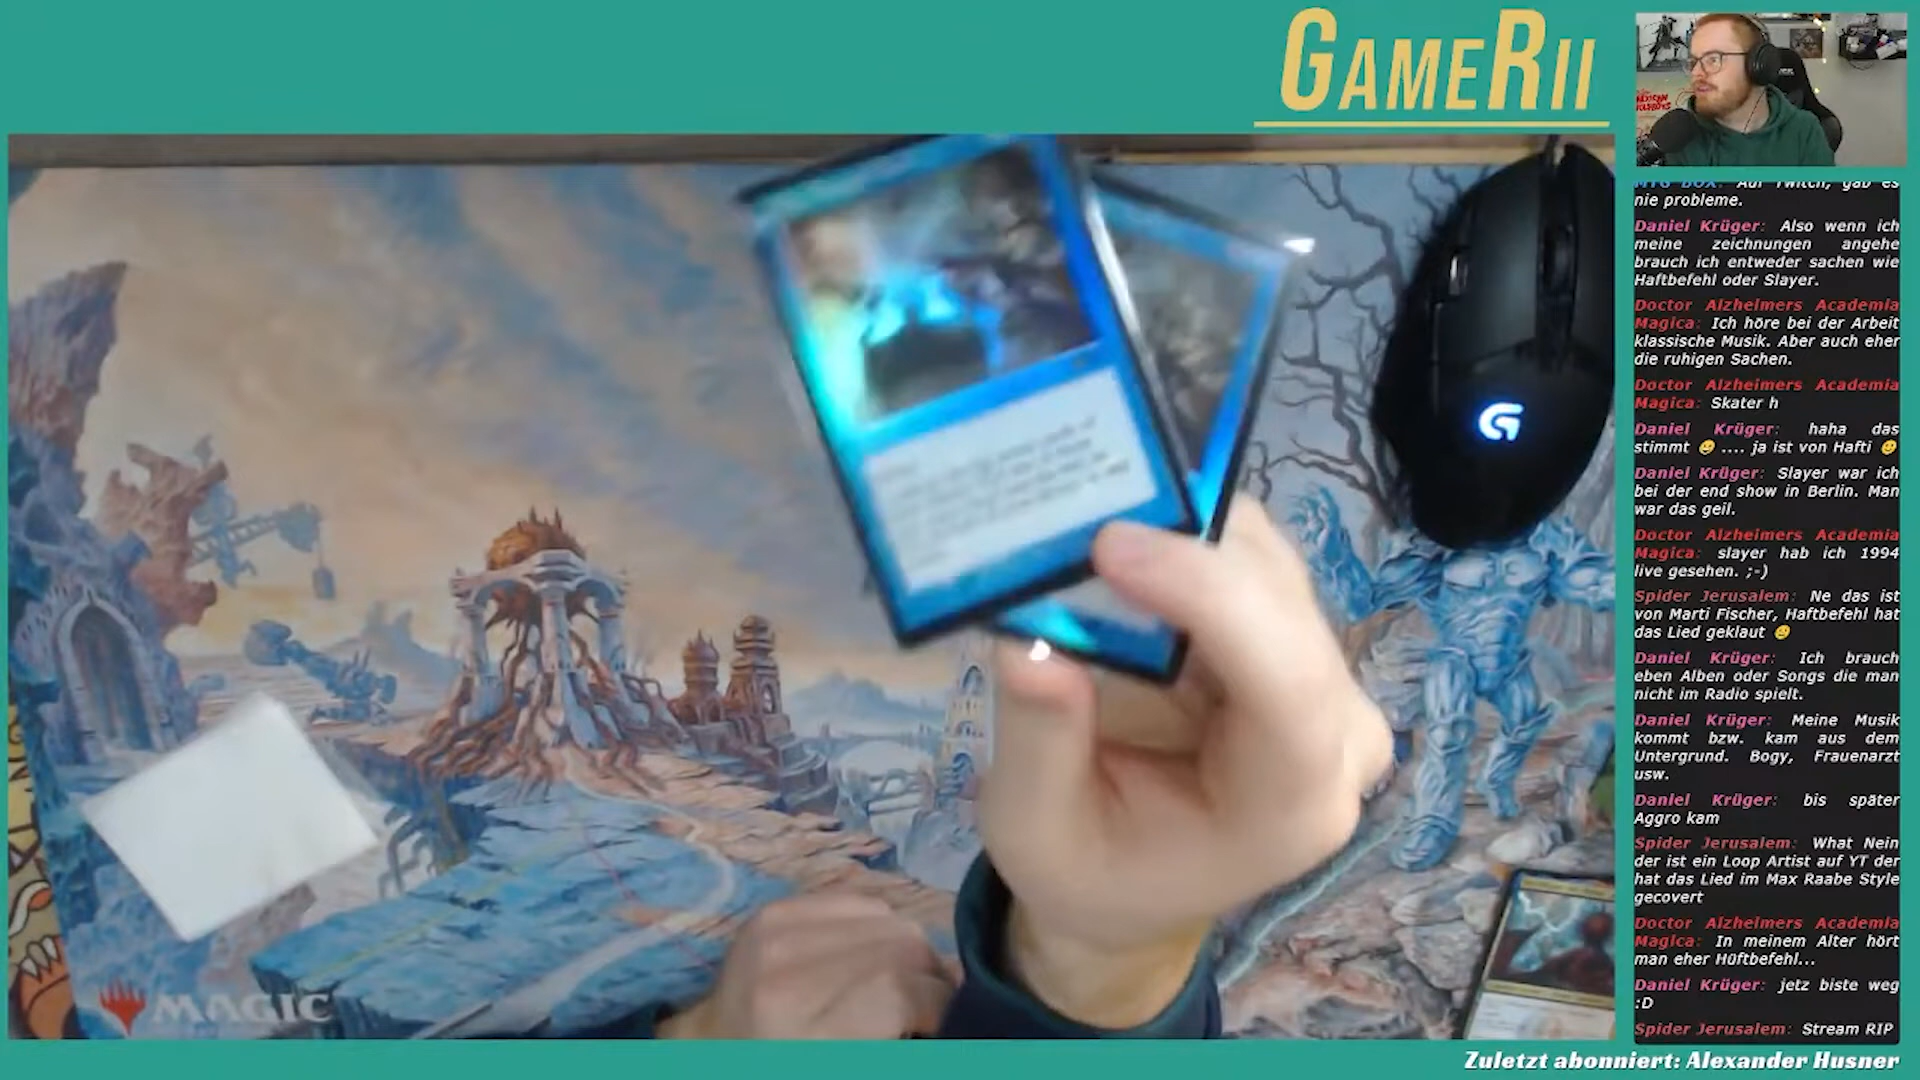 GAMERII
MTG BOX: Auf Twitch, gab es
nie probleme.
Daniel Krüger: Also wenn ich
meine zeichnungen angehe
brauch ich entweder sachen wie
Haftbefehl oder Slayer.
Doctor Alzheimers Academia
Magica: Ich höre bei der Arbeit
klassische Musik. Aber auch eher
die ruhigen Sachen.
Doctor Alzheimers Academia
Magica: Skater h
Daniel Krüger: haha das
stimmt 🙂 .... ja ist von Hafti 🙂
Daniel Krüger: Slayer war ich
bei der end show in Berlin. Man
war das geil.
Doctor Alzheimers Academia
Magica: slayer hab ich 1994
live gesehen. ;-)
Spider Jerusalem: Ne das ist
von Marti Fischer, Haftbefehl hat
das Lied geklaut 🙂
Daniel Krüger: Ich brauch
eben Alben oder Songs die man
nicht im Radio spielt.
Daniel Krüger: Meine Musik
kommt bzw. kam aus dem
Untergrund. Bogy, Frauenarzt
usw.
Daniel Krüger: bis später
Aggro kam
Spider Jerusalem: What Nein
der ist ein Loop Artist auf YT der
hat das Lied im Max Raabe Style
gecovert
Doctor Alzheimers Academia
Magica: In meinem Alter hört
man eher Hüftbefehl...
Daniel Krüger: jetz biste weg
:D
Spider Jerusalem: Stream RIP
MAGIC
Zuletzt abonniert: Alexander Husner